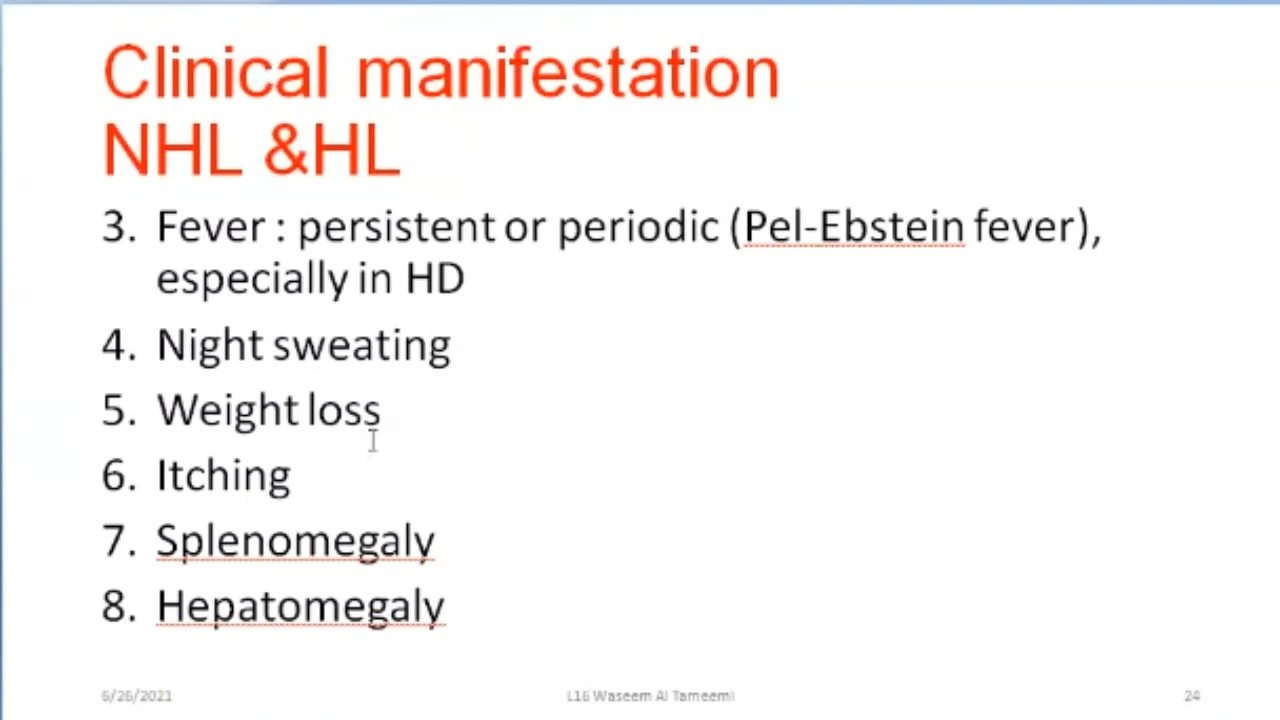 Clinical manifestation
NHL &HL
3. Fever : persistent or periodic (Pel-Ebstein fever),
especially in HD
4. Night sweating
5. Weight loss
6. Itching
7. Splenomegaly
8. Hepatomegaly
6/26/2021
L16 Waseem Al Tameemi
24